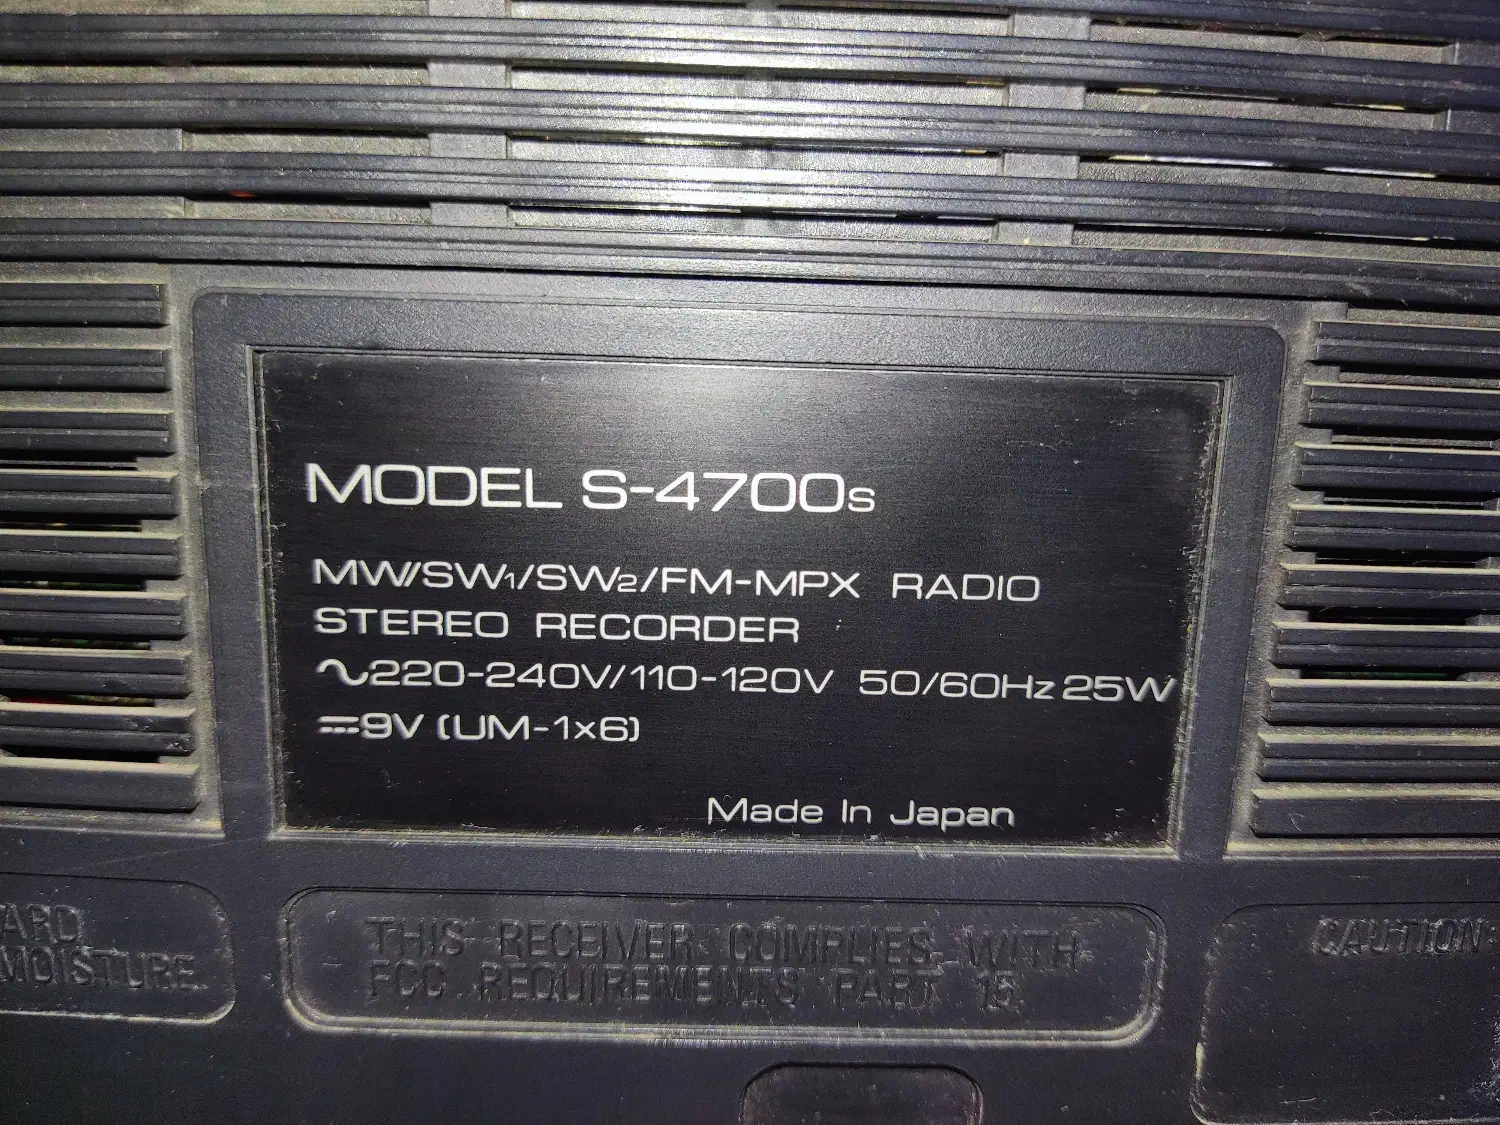 MODEL S-4700s
MW/SW1/SW2/FM-MPX RADIO
STEREO RECORDER
∿220-240V/110-120V 50/60Hz 25W
⎓9V (UM-1x6)
Made In Japan
ARD
MOISTURE.
THIS RECEIVER COMPLIES WITH
FCC REQUIREMENTS PART 15.
CAUTION